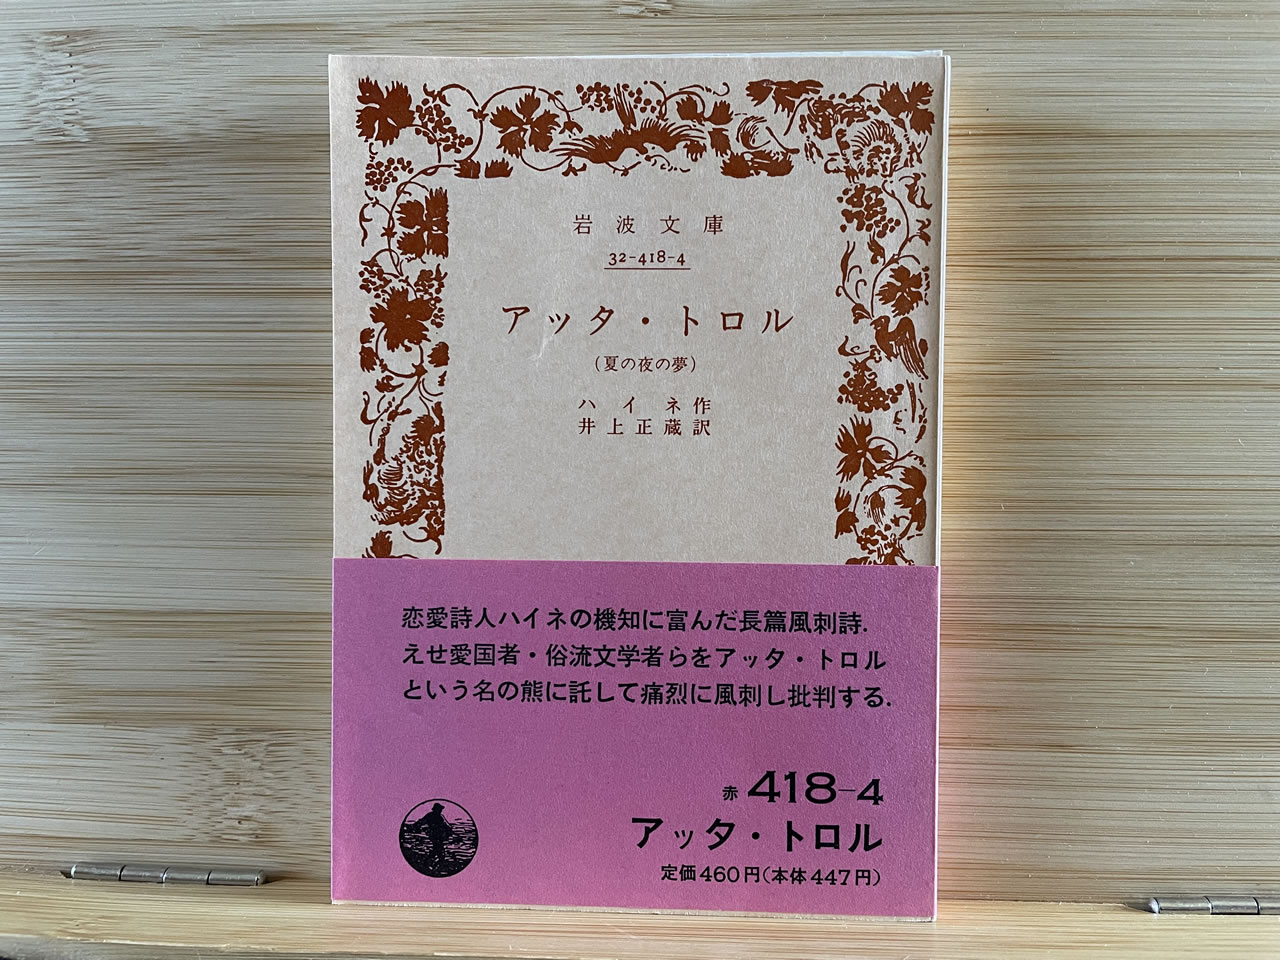 岩波文庫
32-418-4
アッタ・トロル
(夏の夜の夢)
ハイネ作
井上正蔵訳
恋愛詩人ハイネの機知に富んだ長篇風刺詩.
えせ愛国者・俗流文学者らをアッタ・トロル
という名の熊に託して痛烈に風刺し批判する.
赤 418-4
アッタ・トロル
定価460円(本体447円)